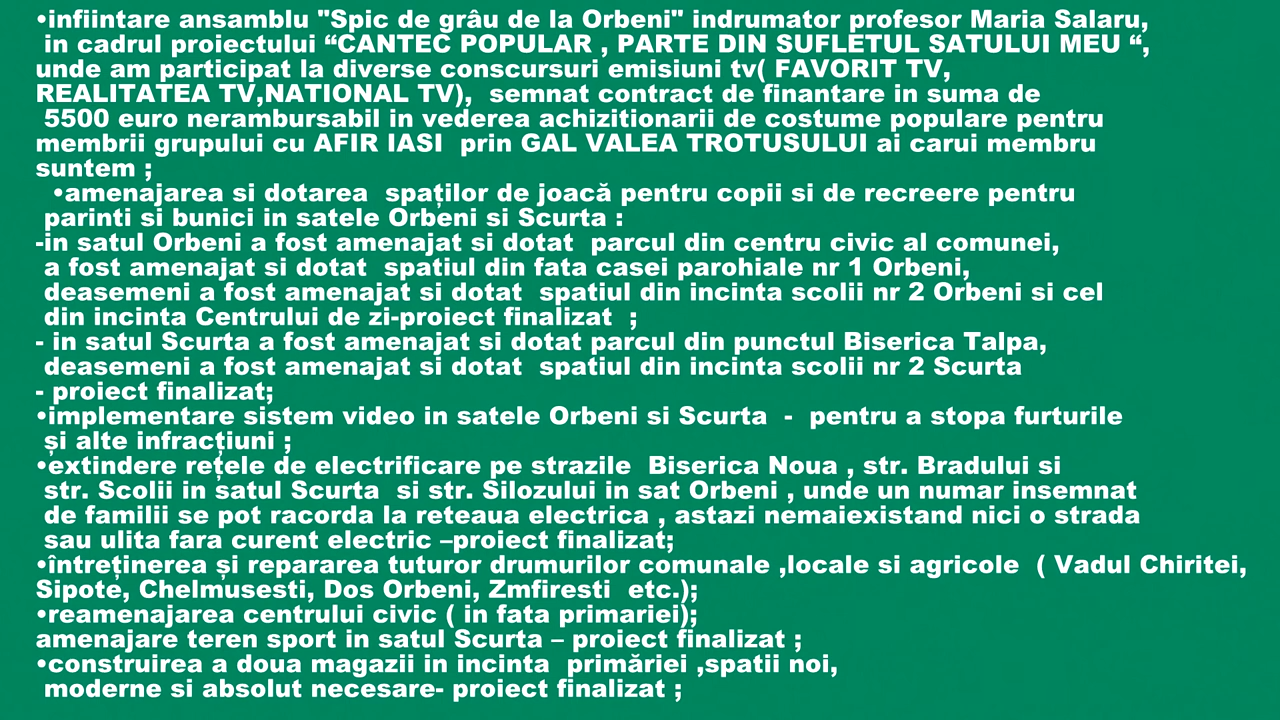 •infiintare ansamblu "Spic de grâu de la Orbeni" indrumator profesor Maria Salaru,
in cadrul proiectului “CANTEC POPULAR , PARTE DIN SUFLETUL SATULUI MEU “,
unde am participat la diverse conscursuri emisiuni tv( FAVORIT TV,
REALITATEA TV,NATIONAL TV), semnat contract de finantare in suma de
5500 euro nerambursabil in vederea achizitionarii de costume populare pentru
membrii grupului cu AFIR IASI prin GAL VALEA TROTUSULUI ai carui membru
suntem ;
•amenajarea si dotarea spaților de joacă pentru copii si de recreere pentru
parinti si bunici in satele Orbeni si Scurta :
-in satul Orbeni a fost amenajat si dotat parcul din centru civic al comunei,
a fost amenajat si dotat spatiul din fata casei parohiale nr 1 Orbeni,
deasemeni a fost amenajat si dotat spatiul din incinta scolii nr 2 Orbeni si cel
din incinta Centrului de zi-proiect finalizat ;
- in satul Scurta a fost amenajat si dotat parcul din punctul Biserica Talpa,
deasemeni a fost amenajat si dotat spatiul din incinta scolii nr 2 Scurta
- proiect finalizat;
•implementare sistem video in satele Orbeni si Scurta - pentru a stopa furturile
și alte infracțiuni ;
•extindere rețele de electrificare pe strazile Biserica Noua , str. Bradului si
str. Scolii in satul Scurta si str. Silozului in sat Orbeni , unde un numar insemnat
de familii se pot racorda la reteaua electrica , astazi nemaiexistand nici o strada
sau ulita fara curent electric –proiect finalizat;
•întreținerea și repararea tuturor drumurilor comunale ,locale si agricole ( Vadul Chiritei,
Sipote, Chelmusesti, Dos Orbeni, Zmfiresti etc.);
•reamenajarea centrului civic ( in fata primariei);
amenajare teren sport in satul Scurta – proiect finalizat ;
•construirea a doua magazii in incinta primăriei ,spatii noi,
moderne si absolut necesare- proiect finalizat ;